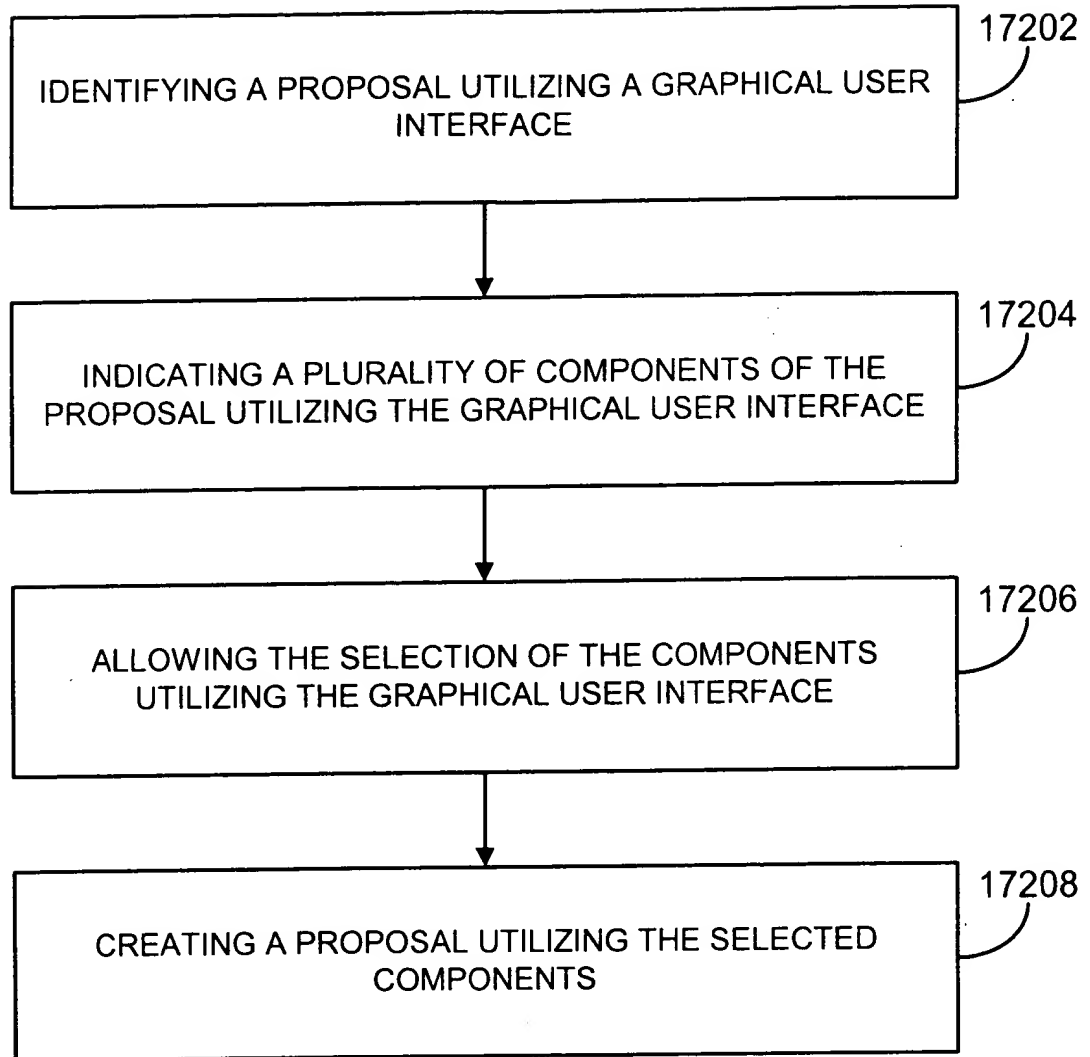 17202
IDENTIFYING A PROPOSAL UTILIZING A GRAPHICAL USER
INTERFACE
17204
INDICATING A PLURALITY OF COMPONENTS OF THE
PROPOSAL UTILIZING THE GRAPHICAL USER INTERFACE
17206
ALLOWING THE SELECTION OF THE COMPONENTS
UTILIZING THE GRAPHICAL USER INTERFACE
17208
CREATING A PROPOSAL UTILIZING THE SELECTED
COMPONENTS